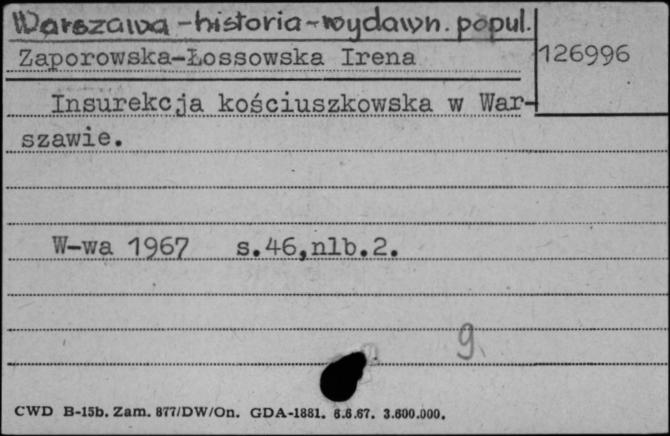 Warszawa - historia - wydawn. popul.
Zaporowska-Łossowska Irena
126996
Insurekcja kościuszkowska w War-
szawie.
W-wa 1967 s.46,nlb.2.
9.
CWD B-15b. Zam. 877/DW/On. GDA-1881. 6.6.67. 3.600.000.